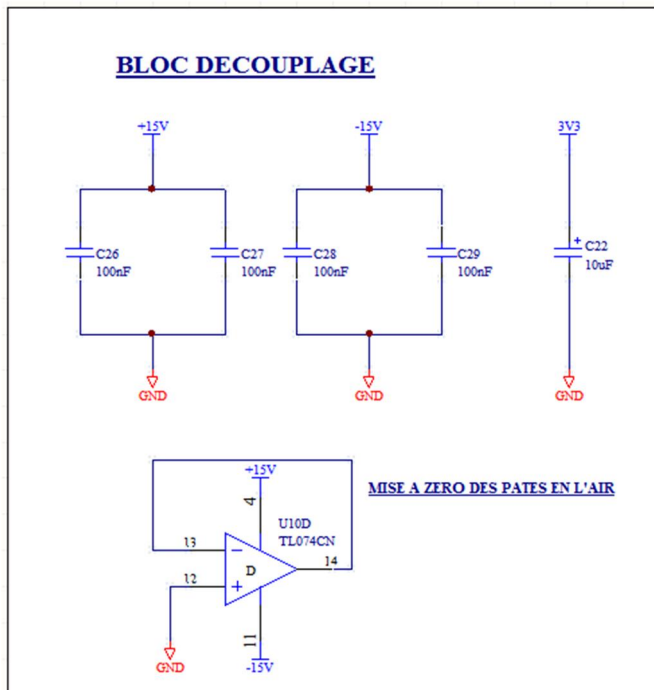 BLOC DECOUPLAGE
+15V
-15V
3V3
C26
100nF
C27
100nF
C28
100nF
C29
100nF
+
C22
10uF
GND
GND
GND
MISE A ZERO DES PATES EN L'AIR
+15V
4
U10D
TL074CN
13
-
14
D
12
+
11
GND
-15V